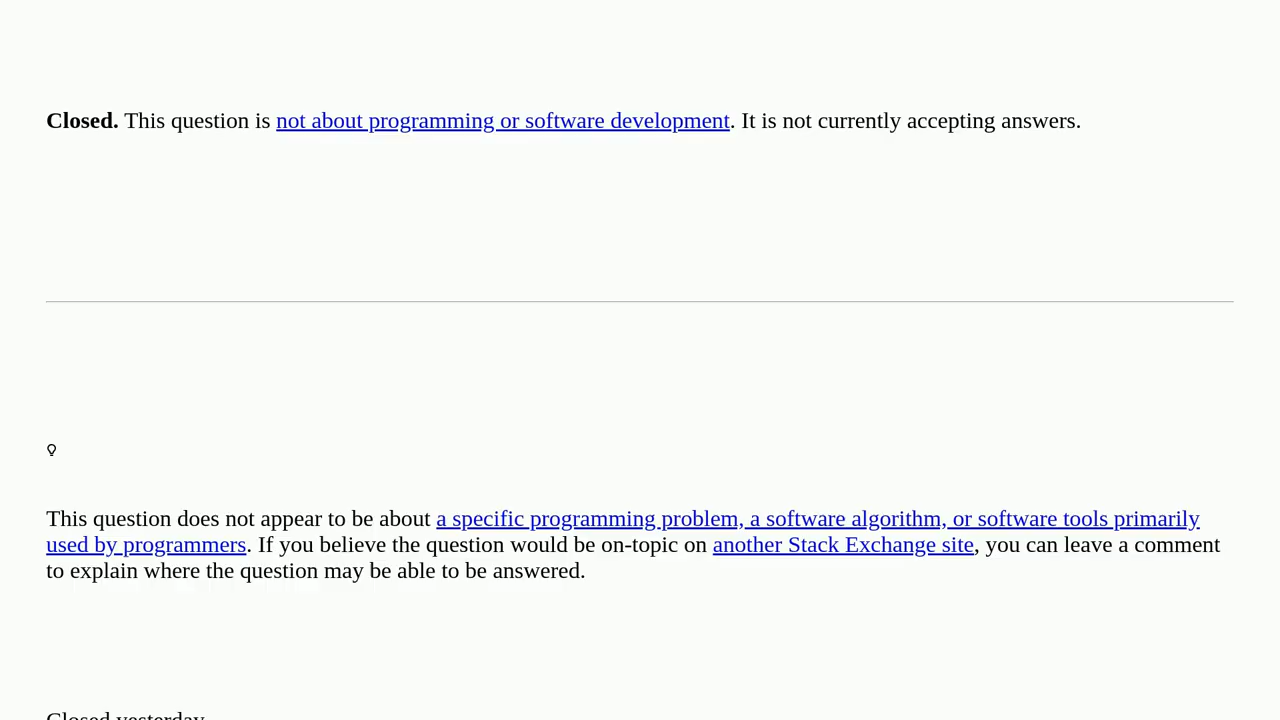 Closed. This question is not about programming or software development. It is not currently accepting answers.
This question does not appear to be about a specific programming problem, a software algorithm, or software tools primarily
used by programmers. If you believe the question would be on-topic on another Stack Exchange site, you can leave a comment
to explain where the question may be able to be answered.
Closed yesterday.